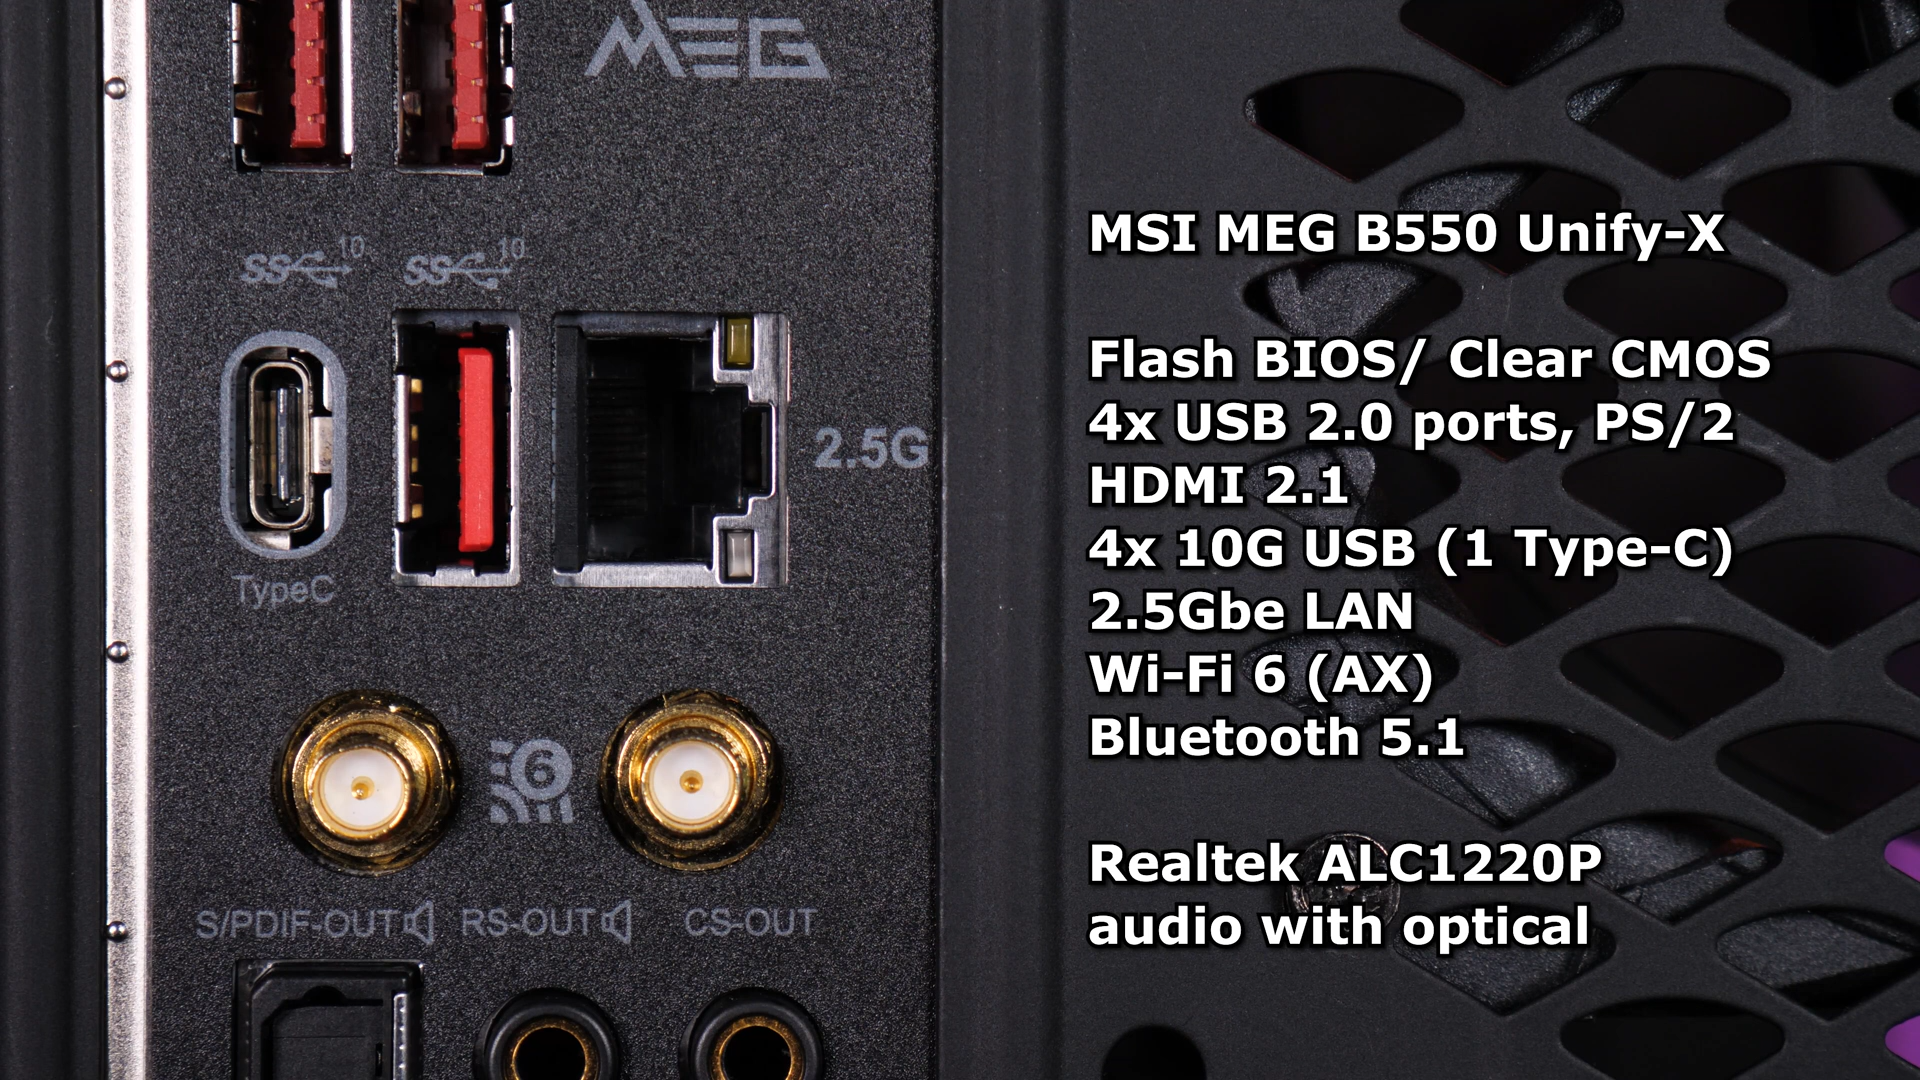 MEG
SS 10
SS 10
2.5G
TypeC
6
S/PDIF-OUT
RS-OUT
CS-OUT
MSI MEG B550 Unify-X
Flash BIOS/ Clear CMOS
4x USB 2.0 ports, PS/2
HDMI 2.1
4x 10G USB (1 Type-C)
2.5Gbe LAN
Wi-Fi 6 (AX)
Bluetooth 5.1
Realtek ALC1220P
audio with optical